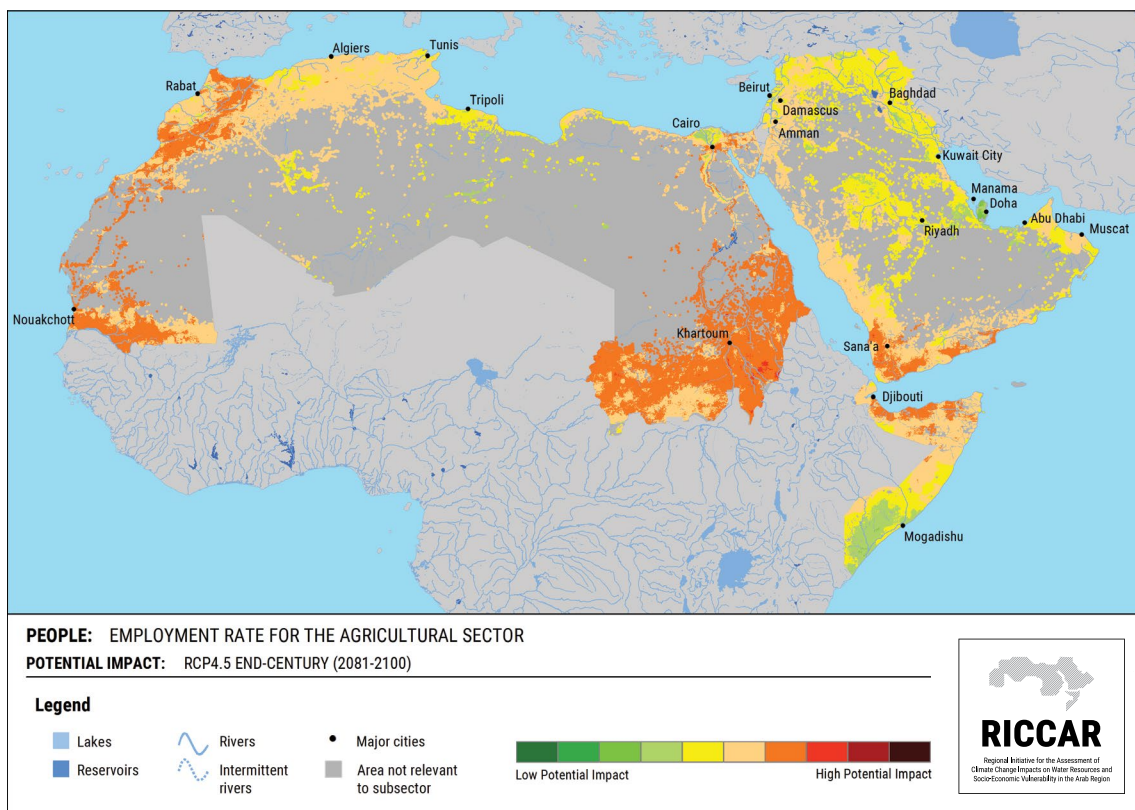 Algiers
Tunis
Rabat
Tripoli
Beirut
Baghdad
Damascus
Cairo
Amman
Kuwait City
Manama
Doha
Abu Dhabi
Riyadh
Muscat
Nouakchott
Khartoum
Sana'a
Djibouti
Mogadishu
PEOPLE: EMPLOYMENT RATE FOR THE AGRICULTURAL SECTOR
POTENTIAL IMPACT: RCP4.5 END-CENTURY (2081-2100)
Legend
Lakes
Rivers
Major cities
Reservoirs
Intermittent
rivers
Area not relevant
to subsector
Low Potential Impact
High Potential Impact
RICCAR
Regional Initiative for the Assessment of
Climate Change Impacts on Water Resources and
Socio-Economic Vulnerability in the Arab Region